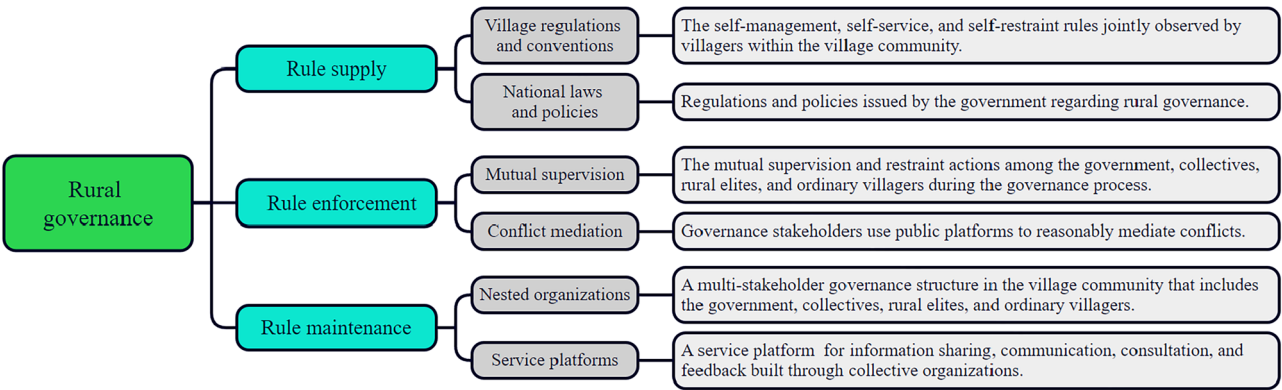 Rural
governance
Rule supply
Village regulations
and conventions
The self-management, self-service, and self-restraint rules jointly observed by
villagers within the village community.
National laws
and policies
Regulations and policies issued by the government regarding rural governance.
Rule enforcement
Mutual supervision
The mutual supervision and restraint actions among the government, collectives,
rural elites, and ordinary villagers during the governance process.
Conflict mediation
Governance stakeholders use public platforms to reasonably mediate conflicts.
Rule maintenance
Nested organizations
A multi-stakeholder governance structure in the village community that includes
the government, collectives, rural elites, and ordinary villagers.
Service platforms
A service platform for information sharing, communication, consultation, and
feedback built through collective organizations.